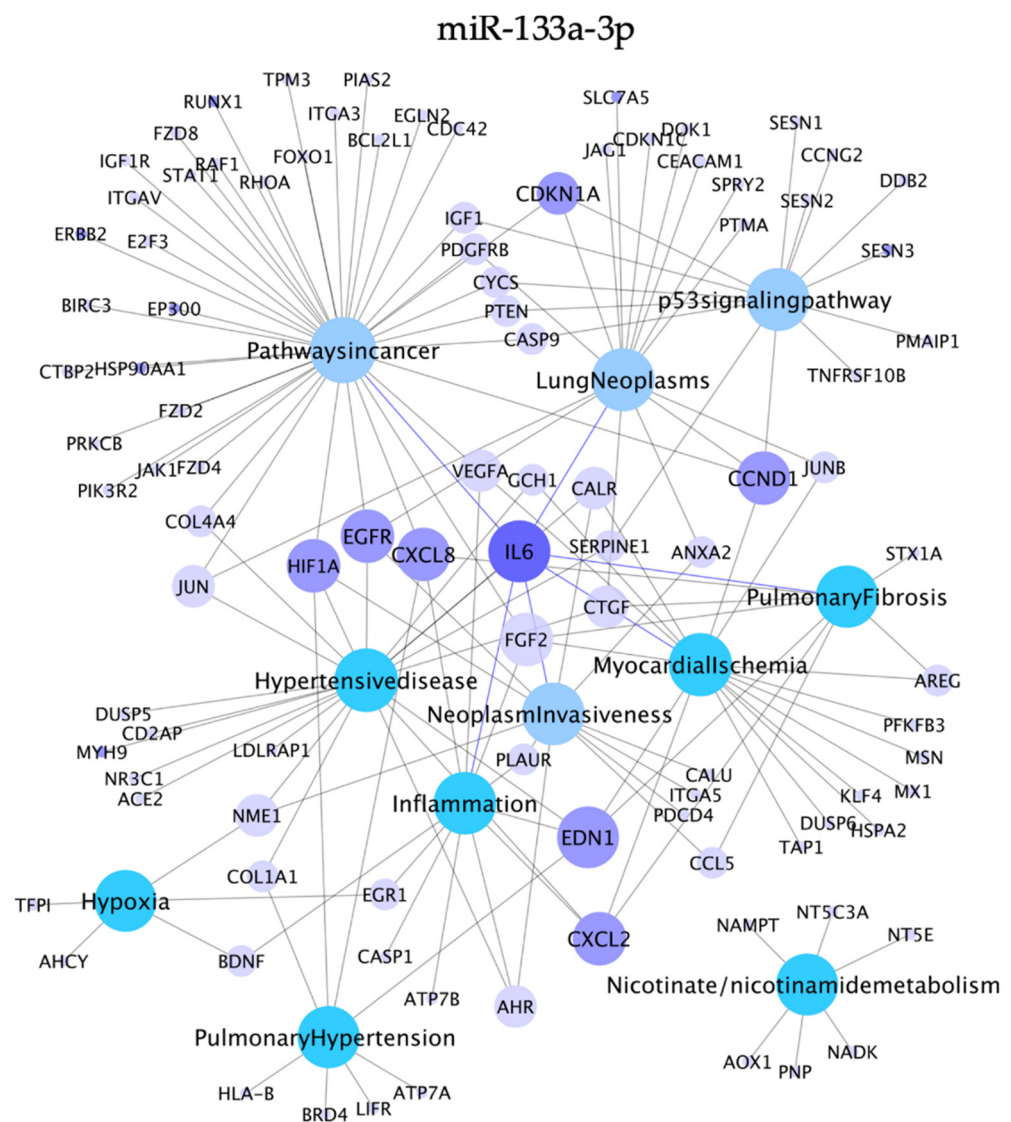 miR-133a-3p
TPM3
PIAS2
RUNX1
ITGA3
EGLN2
CDC42
FZD8
BCL2L1
IGF1R
RAF1
FOXO1
STAT1
RHOA
ITGAV
ERBB2
E2F3
BIRC3
EP300
Pathwaysincancer
CTBP2
HSP90AA1
FZD2
PRKCB
JAK1
FZD4
PIK3R2
SLC7A5
DOK1
CDKN1C
JAG1
CEACAM1
SPRY2
PTMA
CDKN1A
IGF1
PDGFRB
CYCS
PTEN
CASP9
SESN1
CCNG2
DDB2
SESN2
SESN3
p53signalingpathway
PMAIP1
TNFRSF10B
LungNeoplasms
VEGFA
GCH1
CALR
CCND1
JUNB
COL4A4
EGFR
CXCL8
HIF1A
IL6
SERPINE1
ANXA2
STX1A
JUN
CTGF
PulmonaryFibrosis
FGF2
MyocardialIschemia
Hypertensivedisease
AREG
NeoplasmInvasiveness
DUSP5
CD2AP
MYH9
LDLRAP1
NR3C1
ACE2
PLAUR
CALU
ITGA5
PDCD4
PFKFB3
MSN
MX1
KLF4
DUSP6
HSPA2
TAP1
NME1
Inflammation
EDN1
CCL5
COL1A1
EGR1
Hypoxia
TFPI
AHCY
BDNF
CASP1
CXCL2
NAMPT
NT5C3A
NT5E
ATP7B
AHR
Nicotinate/nicotinamidemetabolism
PulmonaryHypertension
AOX1
PNP
NADK
HLA-B
BRD4
LIFR
ATP7A